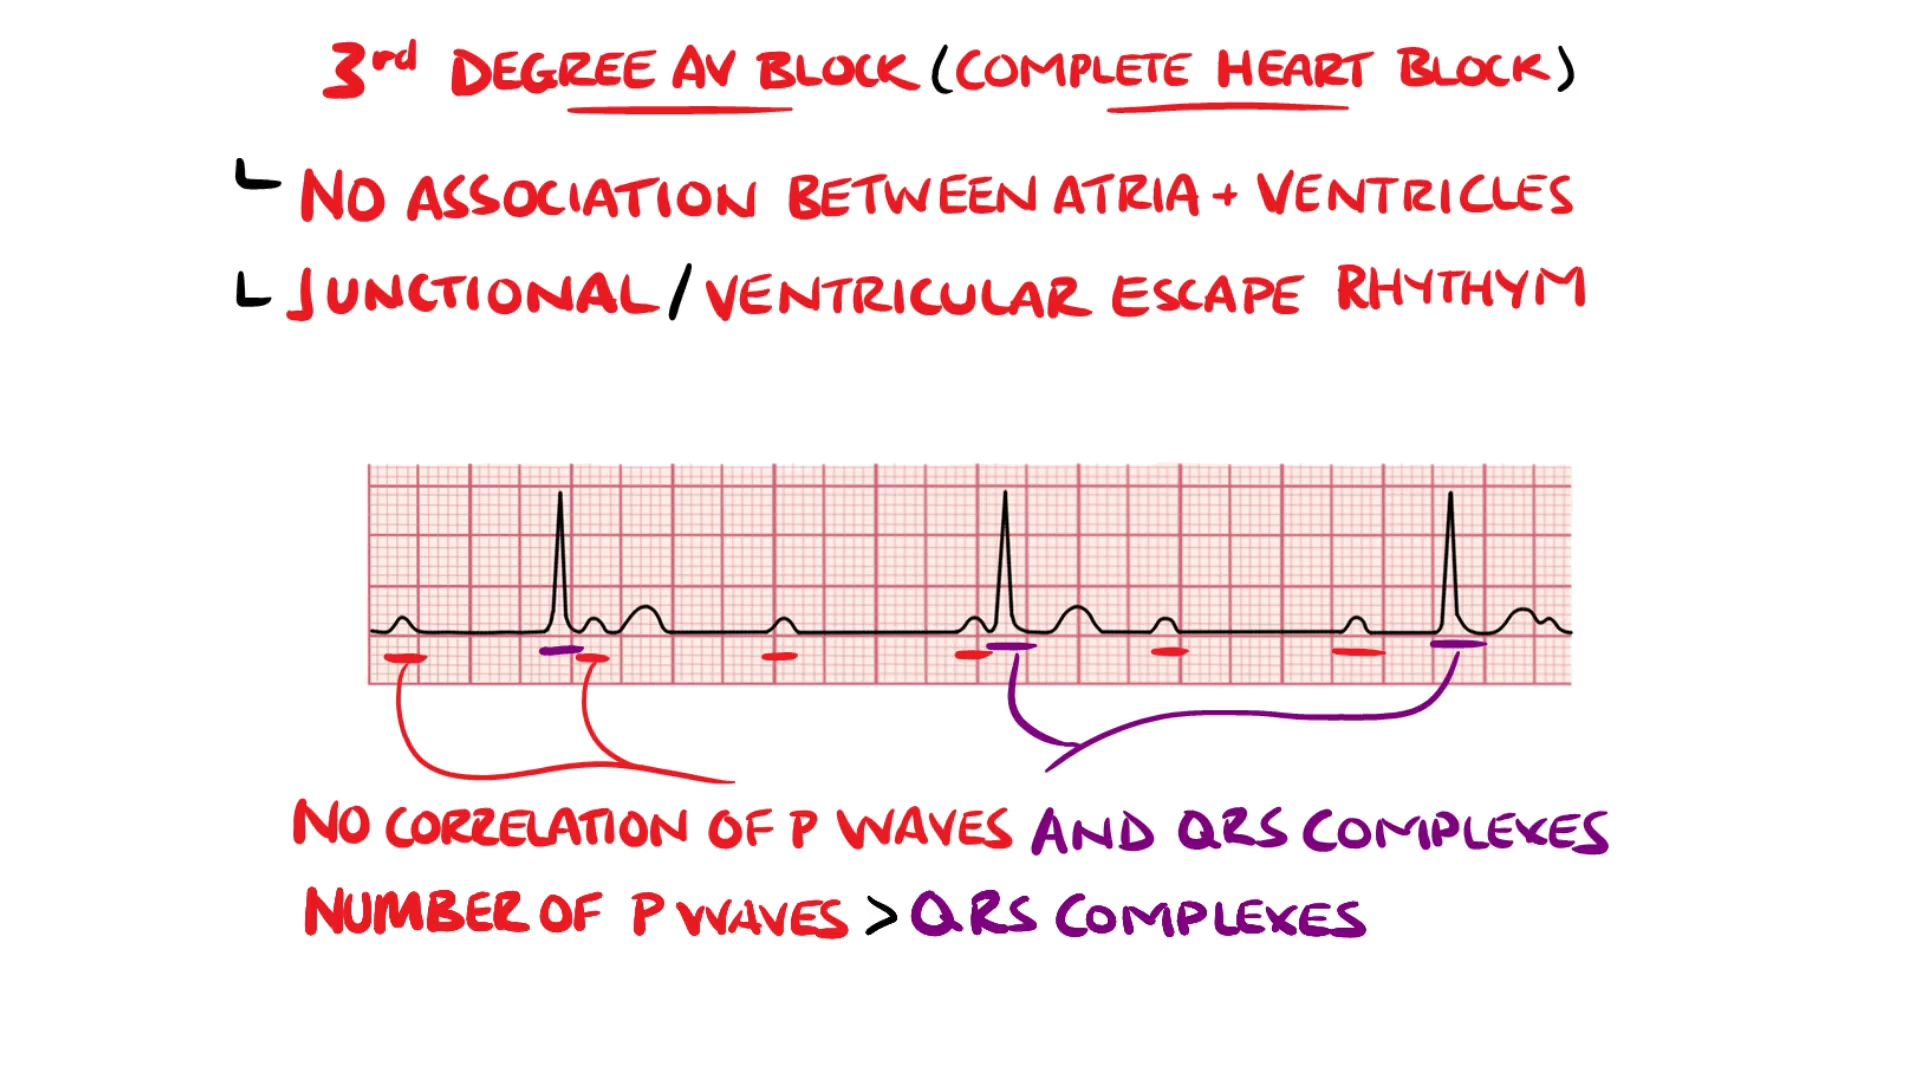 3rd DEGREE AV BLOCK (COMPLETE HEART BLOCK)
NO ASSOCIATION BETWEEN ATRIA + VENTRICLES
JUNCTIONAL/VENTRICULAR ESCAPE RHYTHYM
NO CORRELATION OF P WAVES AND QRS COMPLEXES
NUMBER OF P WAVES > QRS COMPLEXES